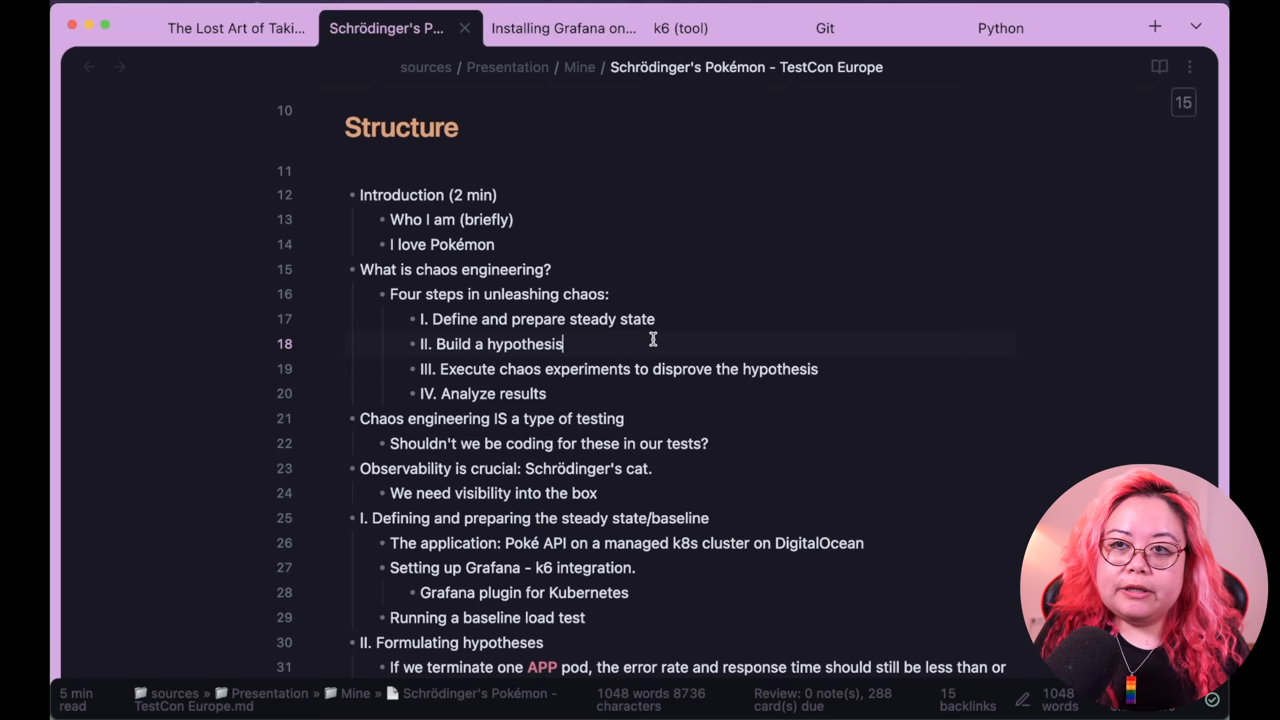 The Lost Art of Taki...
Schrödinger's P...
Installing Grafana on...
k6 (tool)
Git
Python
sources / Presentation / Mine / Schrödinger's Pokémon - TestCon Europe
15
10
Structure
11
12 Introduction (2 min)
13 Who I am (briefly)
14 I love Pokémon
15 What is chaos engineering?
16 Four steps in unleashing chaos:
17 I. Define and prepare steady state
18 II. Build a hypothesis
19 III. Execute chaos experiments to disprove the hypothesis
20 IV. Analyze results
21 Chaos engineering IS a type of testing
22 Shouldn't we be coding for these in our tests?
23 Observability is crucial: Schrödinger's cat.
24 We need visibility into the box
25 I. Defining and preparing the steady state/baseline
26 The application: Poké API on a managed k8s cluster on DigitalOcean
27 Setting up Grafana - k6 integration.
28 Grafana plugin for Kubernetes
29 Running a baseline load test
30 II. Formulating hypotheses
31 If we terminate one APP pod, the error rate and response time should still be less than or
5 min read
sources » Presentation » Mine » Schrödinger's Pokémon -
TestCon Europe.md
1048 words 8736
characters
Review: 0 note(s), 288
card(s) due
15
backlinks
1048
words